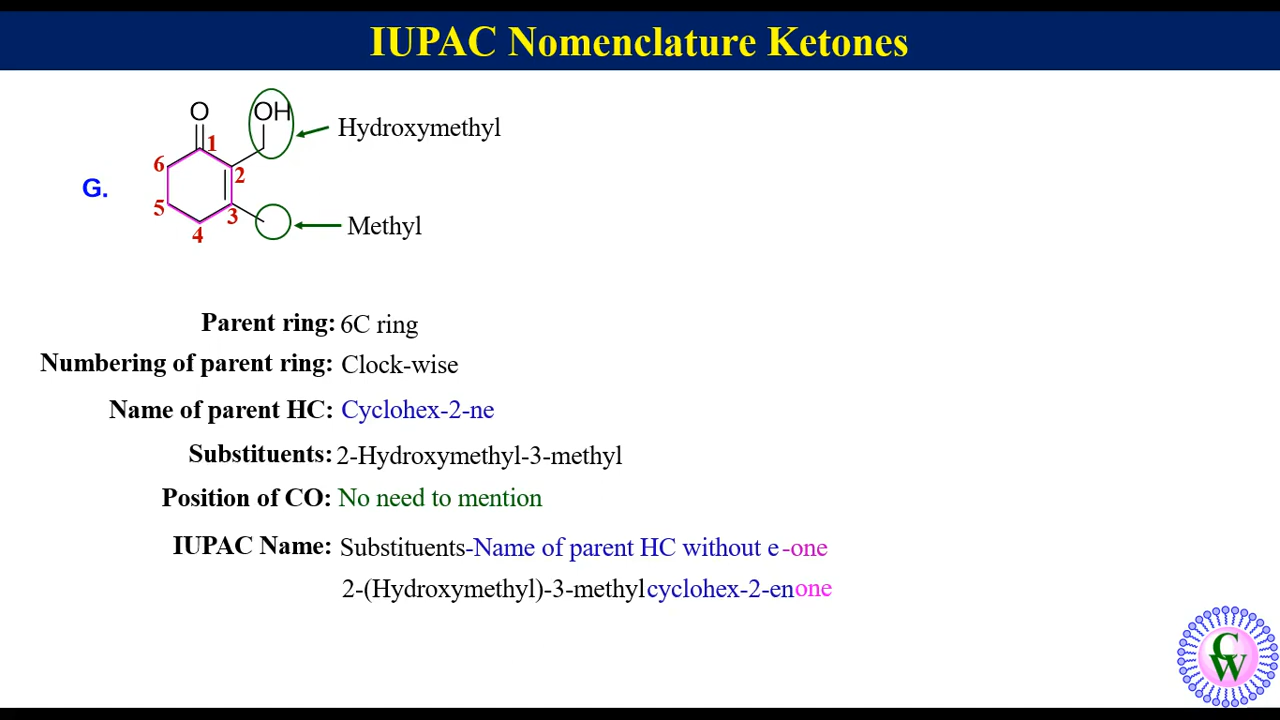 IUPAC Nomenclature Ketones
O
OH
Hydroxymethyl
1
6
2
G.
5
3
Methyl
4
Parent ring: 6C ring
Numbering of parent ring: Clock-wise
Name of parent HC: Cyclohex-2-ne
Substituents: 2-Hydroxymethyl-3-methyl
Position of CO: No need to mention
IUPAC Name: Substituents-Name of parent HC without e-one
2-(Hydroxymethyl)-3-methylcyclohex-2-enone
CW